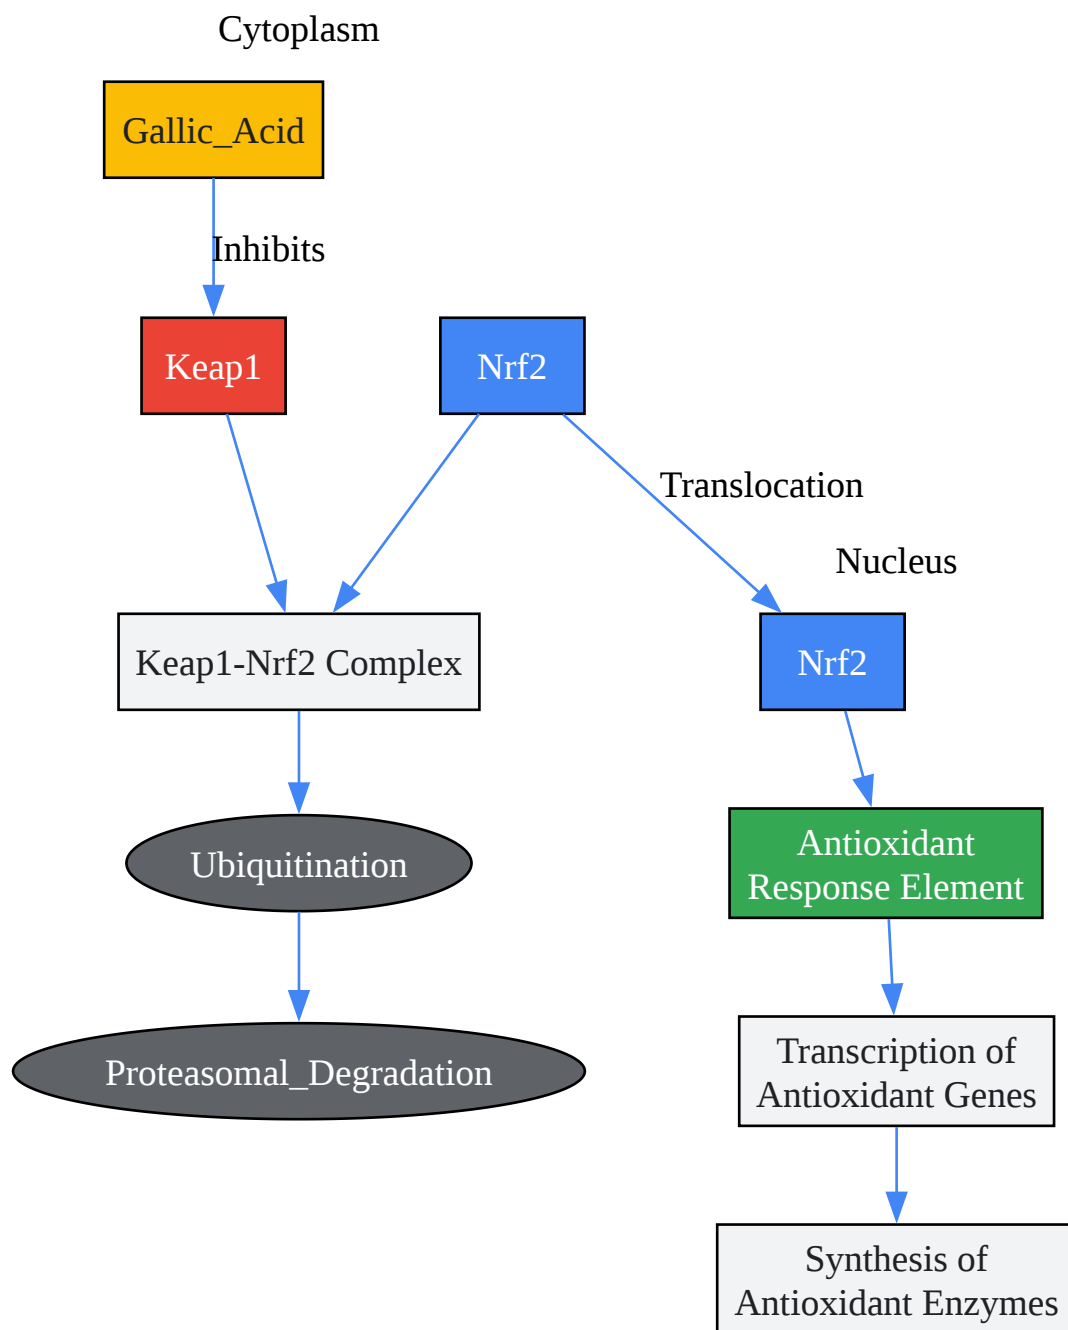 Cytoplasm
Gallic_Acid
Inhibits
Keap1
Nrf2
Translocation
Nucleus
Keap1-Nrf2 Complex
Nrf2
Ubiquitination
Antioxidant
Response Element
Proteasomal_Degradation
Transcription of
Antioxidant Genes
Synthesis of
Antioxidant Enzymes